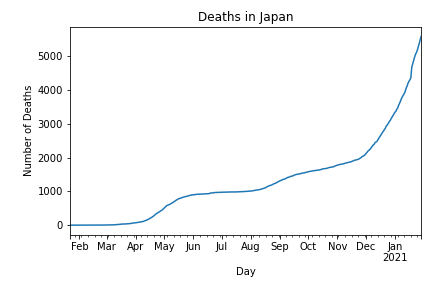 Deaths in Japan
Number of Deaths
5000
4000
3000
2000
1000
0
Feb Mar Apr May Jun Jul Aug Sep Oct Nov Dec Jan
2021
Day